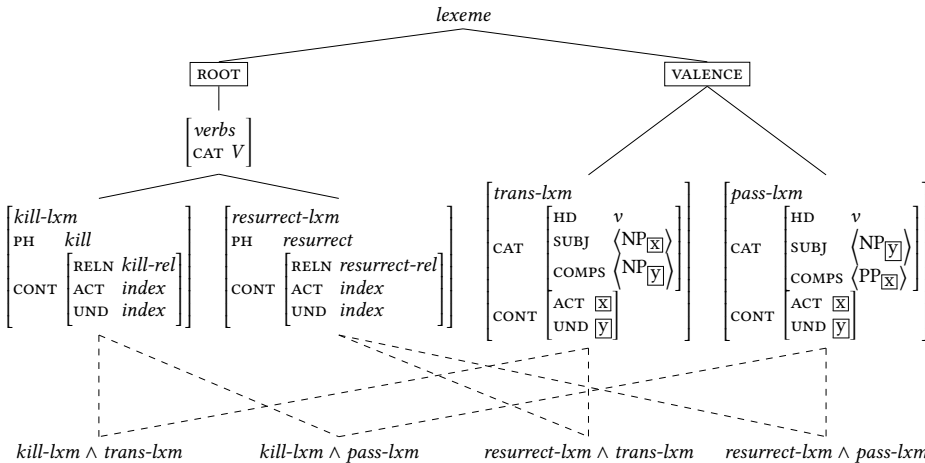 lexeme
ROOT VALENCE
verbs
CAT V
kill-lxm
PH kill
CONT RELN kill-rel
ACT index
UND index
resurrect-lxm
PH resurrect
CONT RELN resurrect-rel
ACT index
UND index
trans-lxm
CAT HD v
SUBJ ⟨NP x⟩
COMPS ⟨NP y⟩
CONT ACT x
UND y
pass-lxm
CAT HD v
SUBJ ⟨NP y⟩
COMPS ⟨PP x⟩
CONT ACT x
UND y
kill-lxm ∧ trans-lxm kill-lxm ∧ pass-lxm resurrect-lxm ∧ trans-lxm resurrect-lxm ∧ pass-lxm